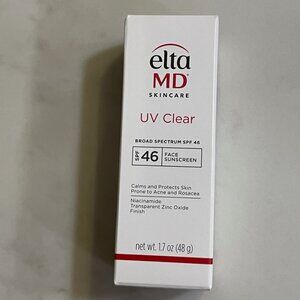 elta
MD
SKINCARE
UV Clear
BROAD SPECTRUM SPF 46
SPF 46 FACE
SUNSCREEN
Calms and Protects Skin
Prone to Acne and Rosacea
Niacinamide
Transparent Zinc Oxide
Finish
net wt. 1.7 oz (48 g)